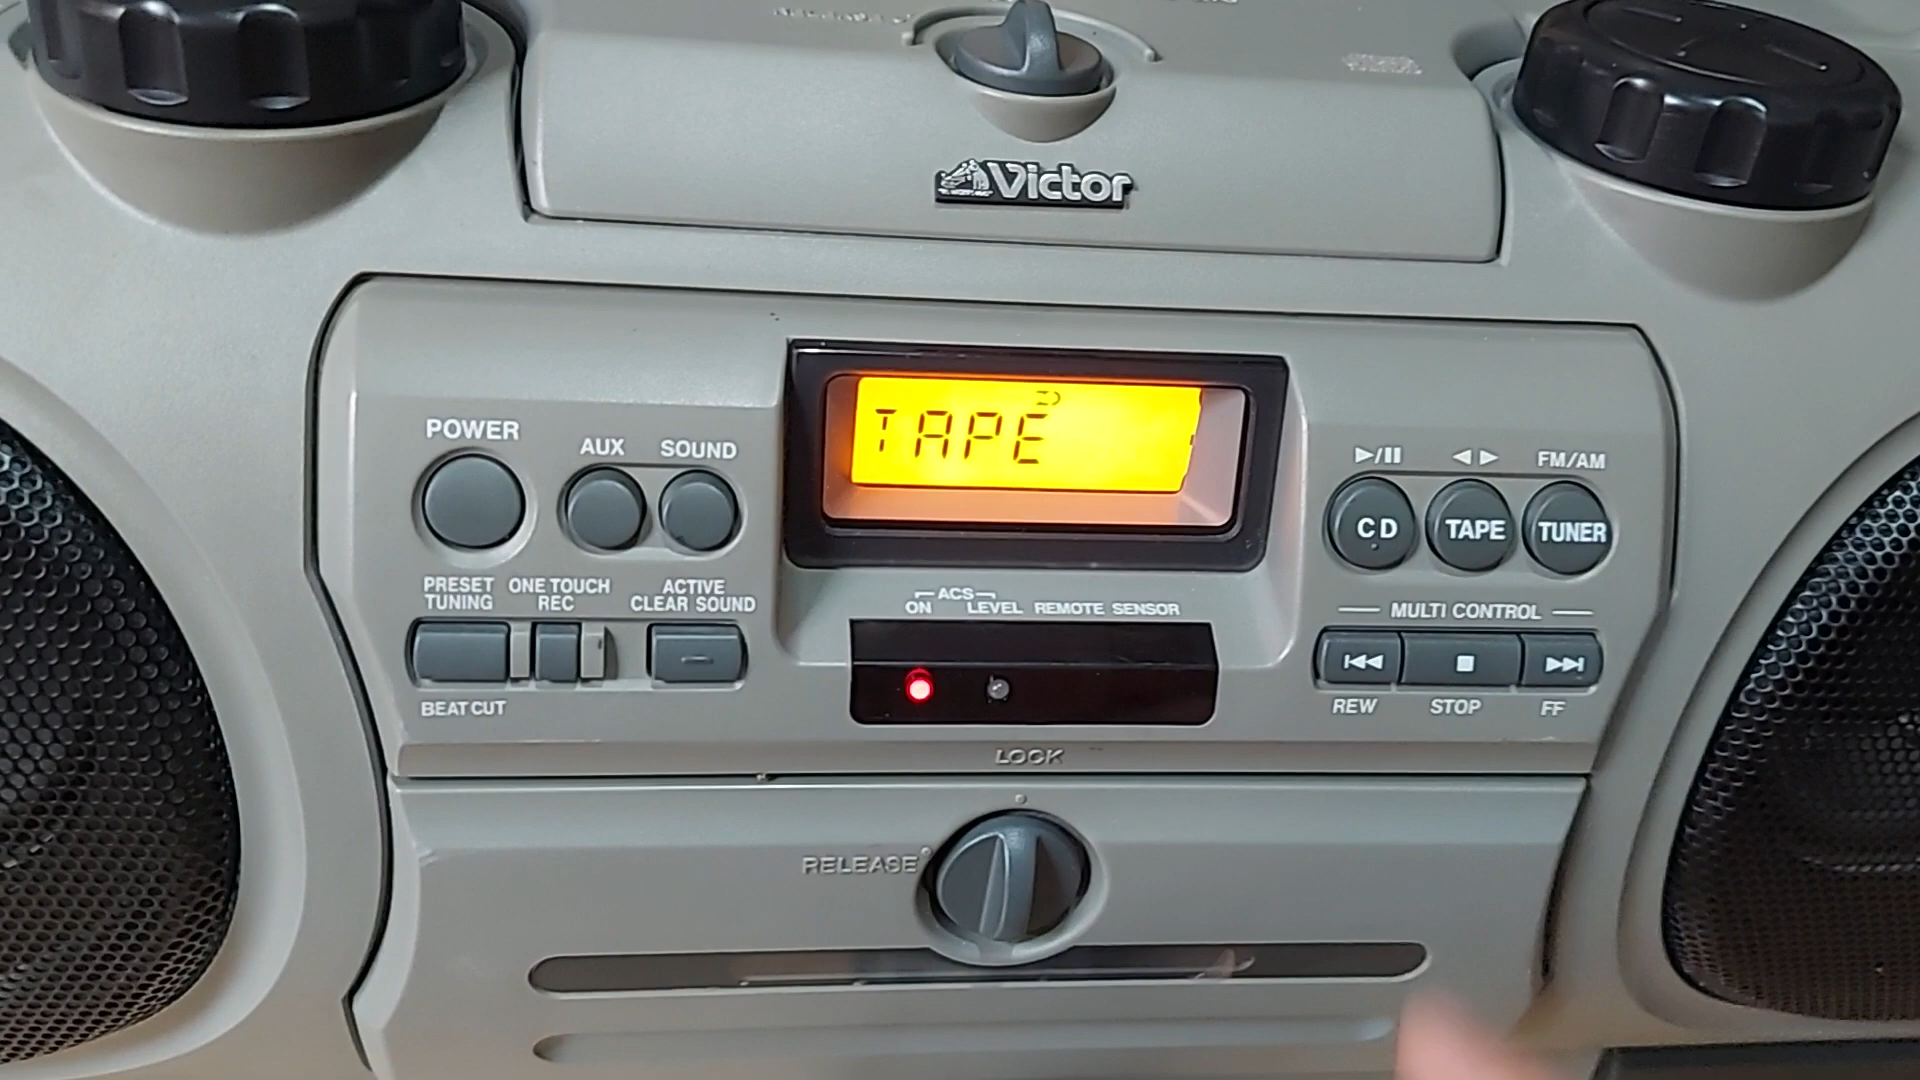 Victor
TAPE
POWER
AUX
SOUND
PRESET
TUNING
ONE TOUCH
REC
ACTIVE
CLEAR SOUND
BEAT CUT
ACS
ON
LEVEL
REMOTE SENSOR
FM/AM
CD
TAPE
TUNER
MULTI CONTROL
REW
STOP
FF
LOCK
RELEASE